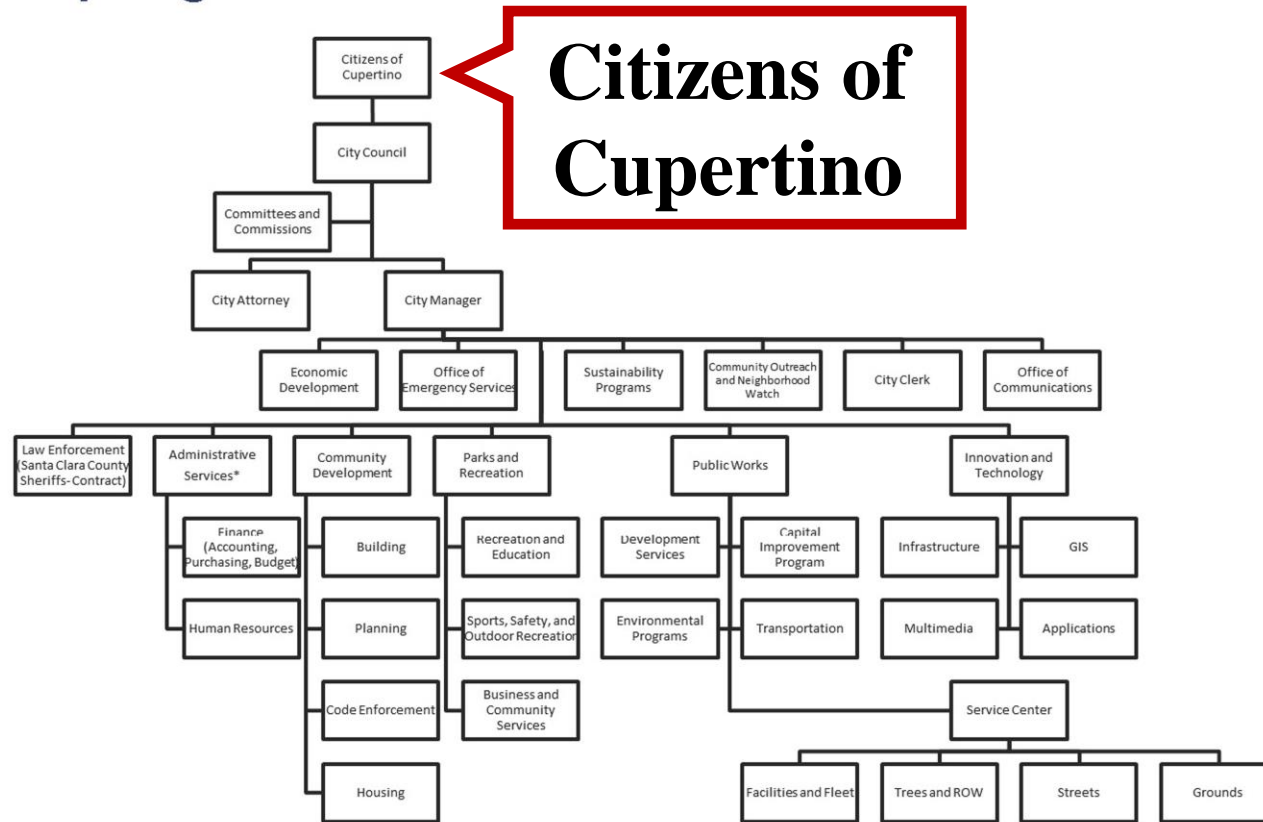 Citizens of
Cupertino
Citizens of
Cupertino
City Council
Committees and
Commissions
City Attorney
City Manager
Economic
Development
Office of
Emergency Services
Sustainability
Programs
Community Outreach
and Neighborhood
Watch
City Clerk
Office of
Communications
Law Enforcement
(Santa Clara County
Sheriffs- Contract)
Administrative
Services*
Community
Development
Parks and
Recreation
Public Works
Innovation and
Technology
Finance
(Accounting,
Purchasing, Budget)
Building
Recreation and
Education
Development
Services
Capital
Improvement
Program
Infrastructure
GIS
Human Resources
Planning
Sports, Safety, and
Outdoor Recreation
Environmental
Programs
Transportation
Multimedia
Applications
Code Enforcement
Business and
Community
Services
Service Center
Housing
Facilities and Fleet
Trees and ROW
Streets
Grounds